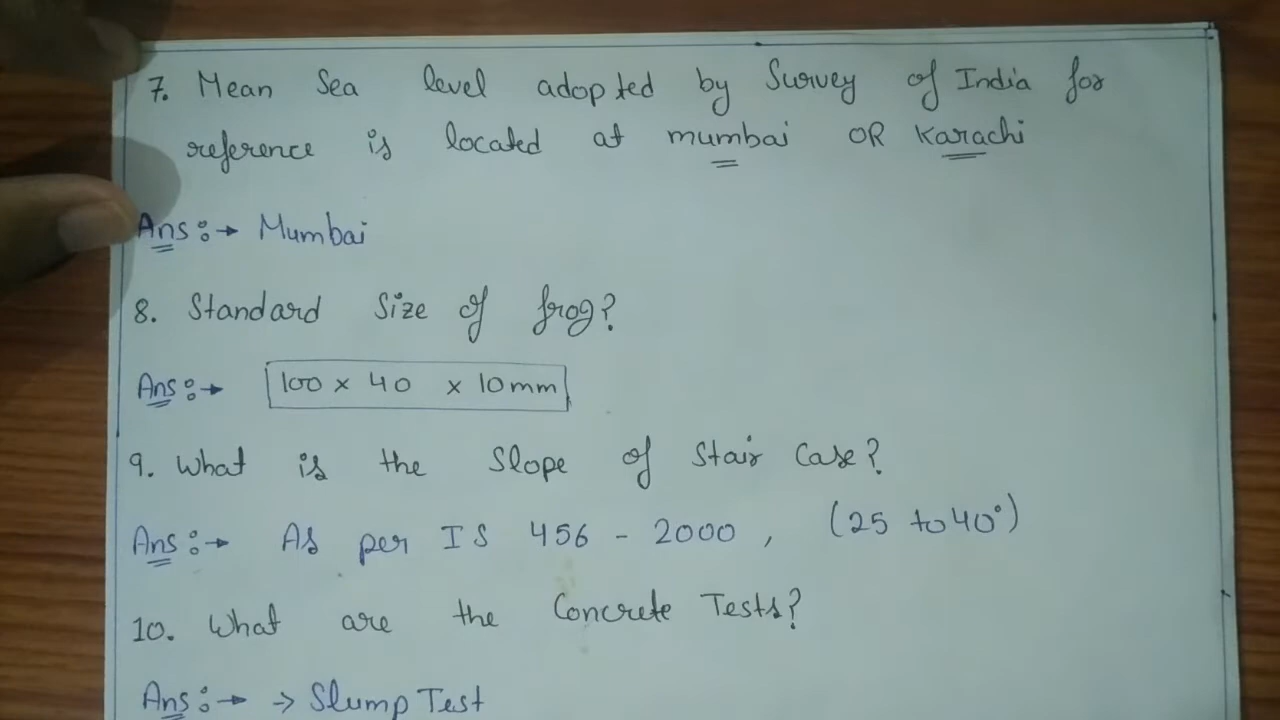 7. Mean Sea level adopted by Survey of India for
reference is located at mumbai OR Karachi
Ans:→ Mumbai
8. Standard Size of frog?
Ans:→ 100 x 40 x 10mm
9. What is the Slope of Stair Case?
Ans:→ As per IS 456 - 2000, (25 to 40°)
10. What are the Concrete Tests?
Ans:→ → Slump Test